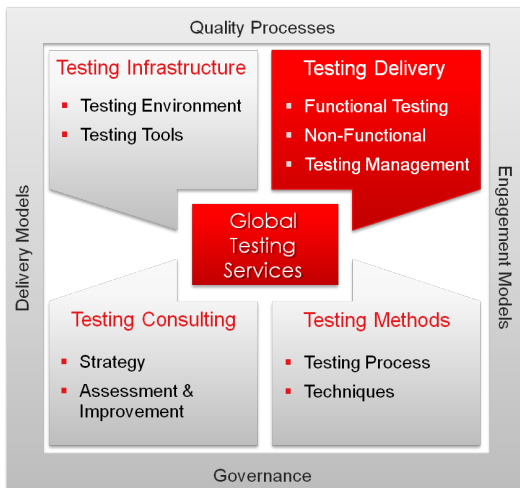 Quality Processes
Testing Infrastructure
Testing Environment
Testing Tools
Testing Delivery
Functional Testing
Non-Functional
Testing Management
Delivery Models
Global
Testing
Services
Engagement Models
Testing Consulting
Strategy
Assessment &
Improvement
Testing Methods
Testing Process
Techniques
Governance